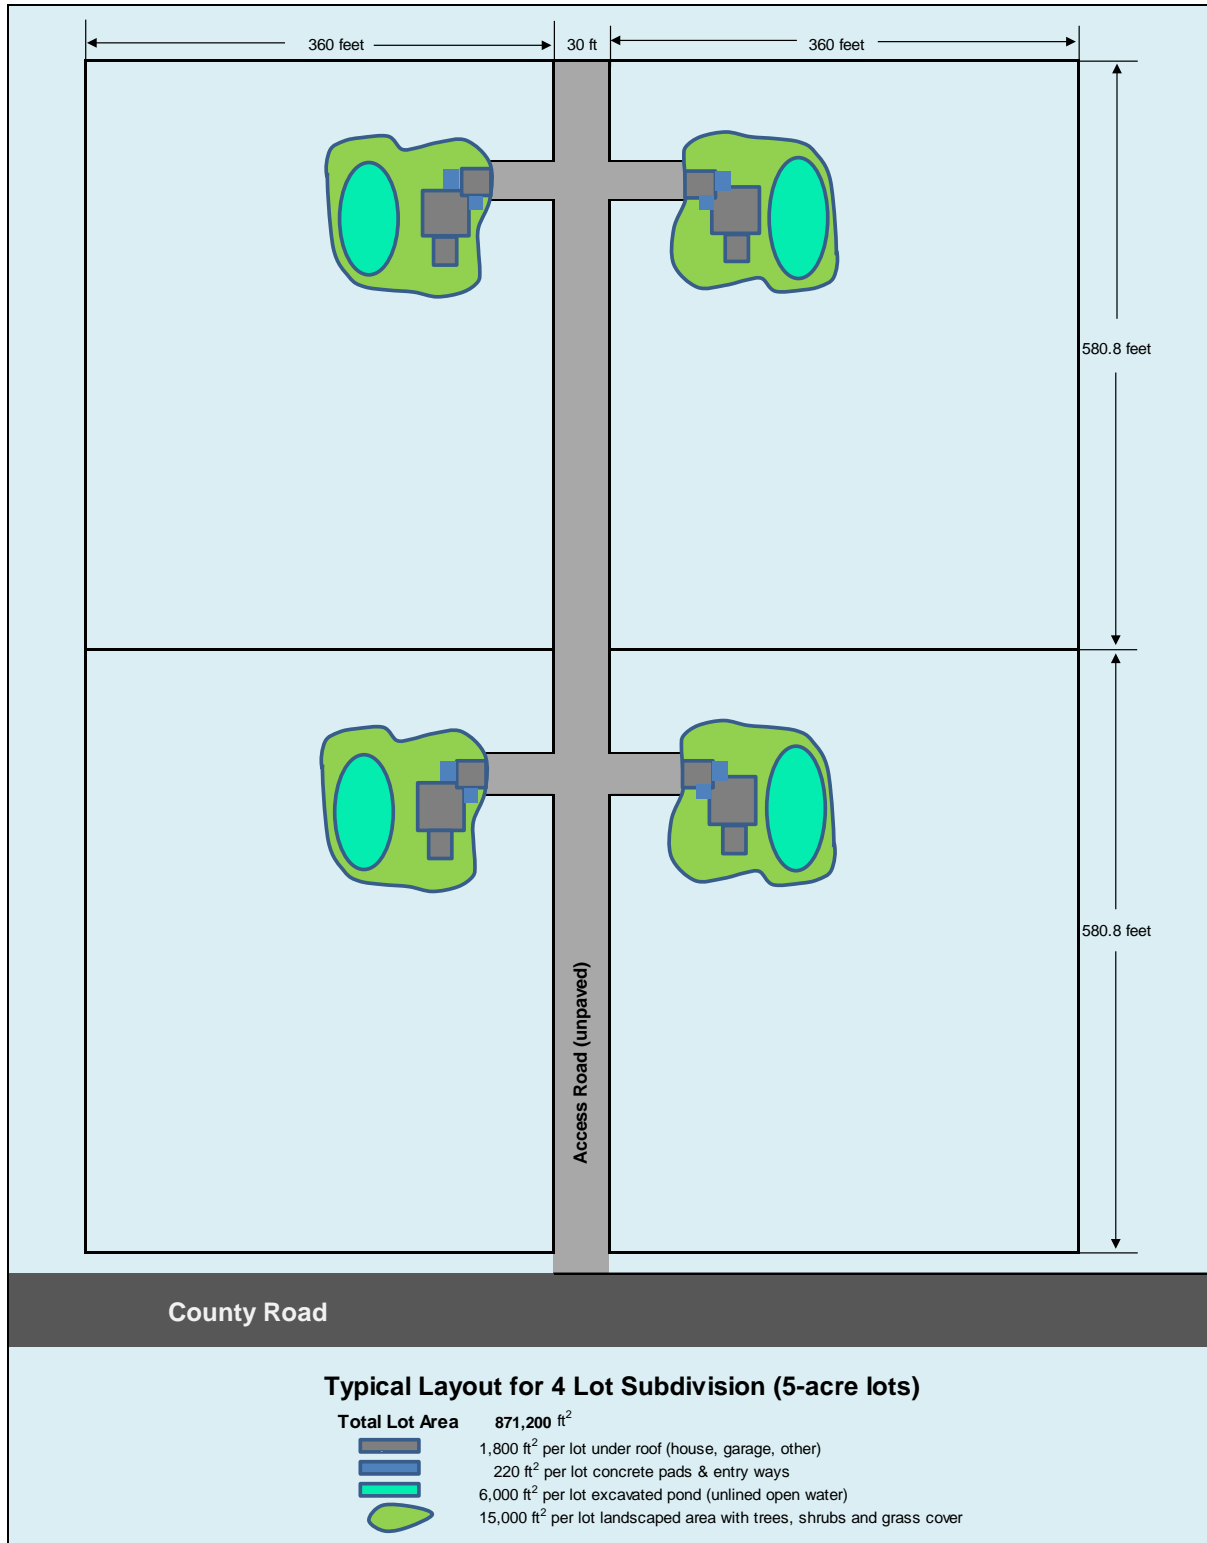 360 feet
30 ft
360 feet
580.8 feet
580.8 feet
Access Road (unpaved)
County Road
Typical Layout for 4 Lot Subdivision (5-acre lots)
Total Lot Area 871,200 ft²
1,800 ft² per lot under roof (house, garage, other)
220 ft² per lot concrete pads & entry ways
6,000 ft² per lot excavated pond (unlined open water)
15,000 ft² per lot landscaped area with trees, shrubs and grass cover